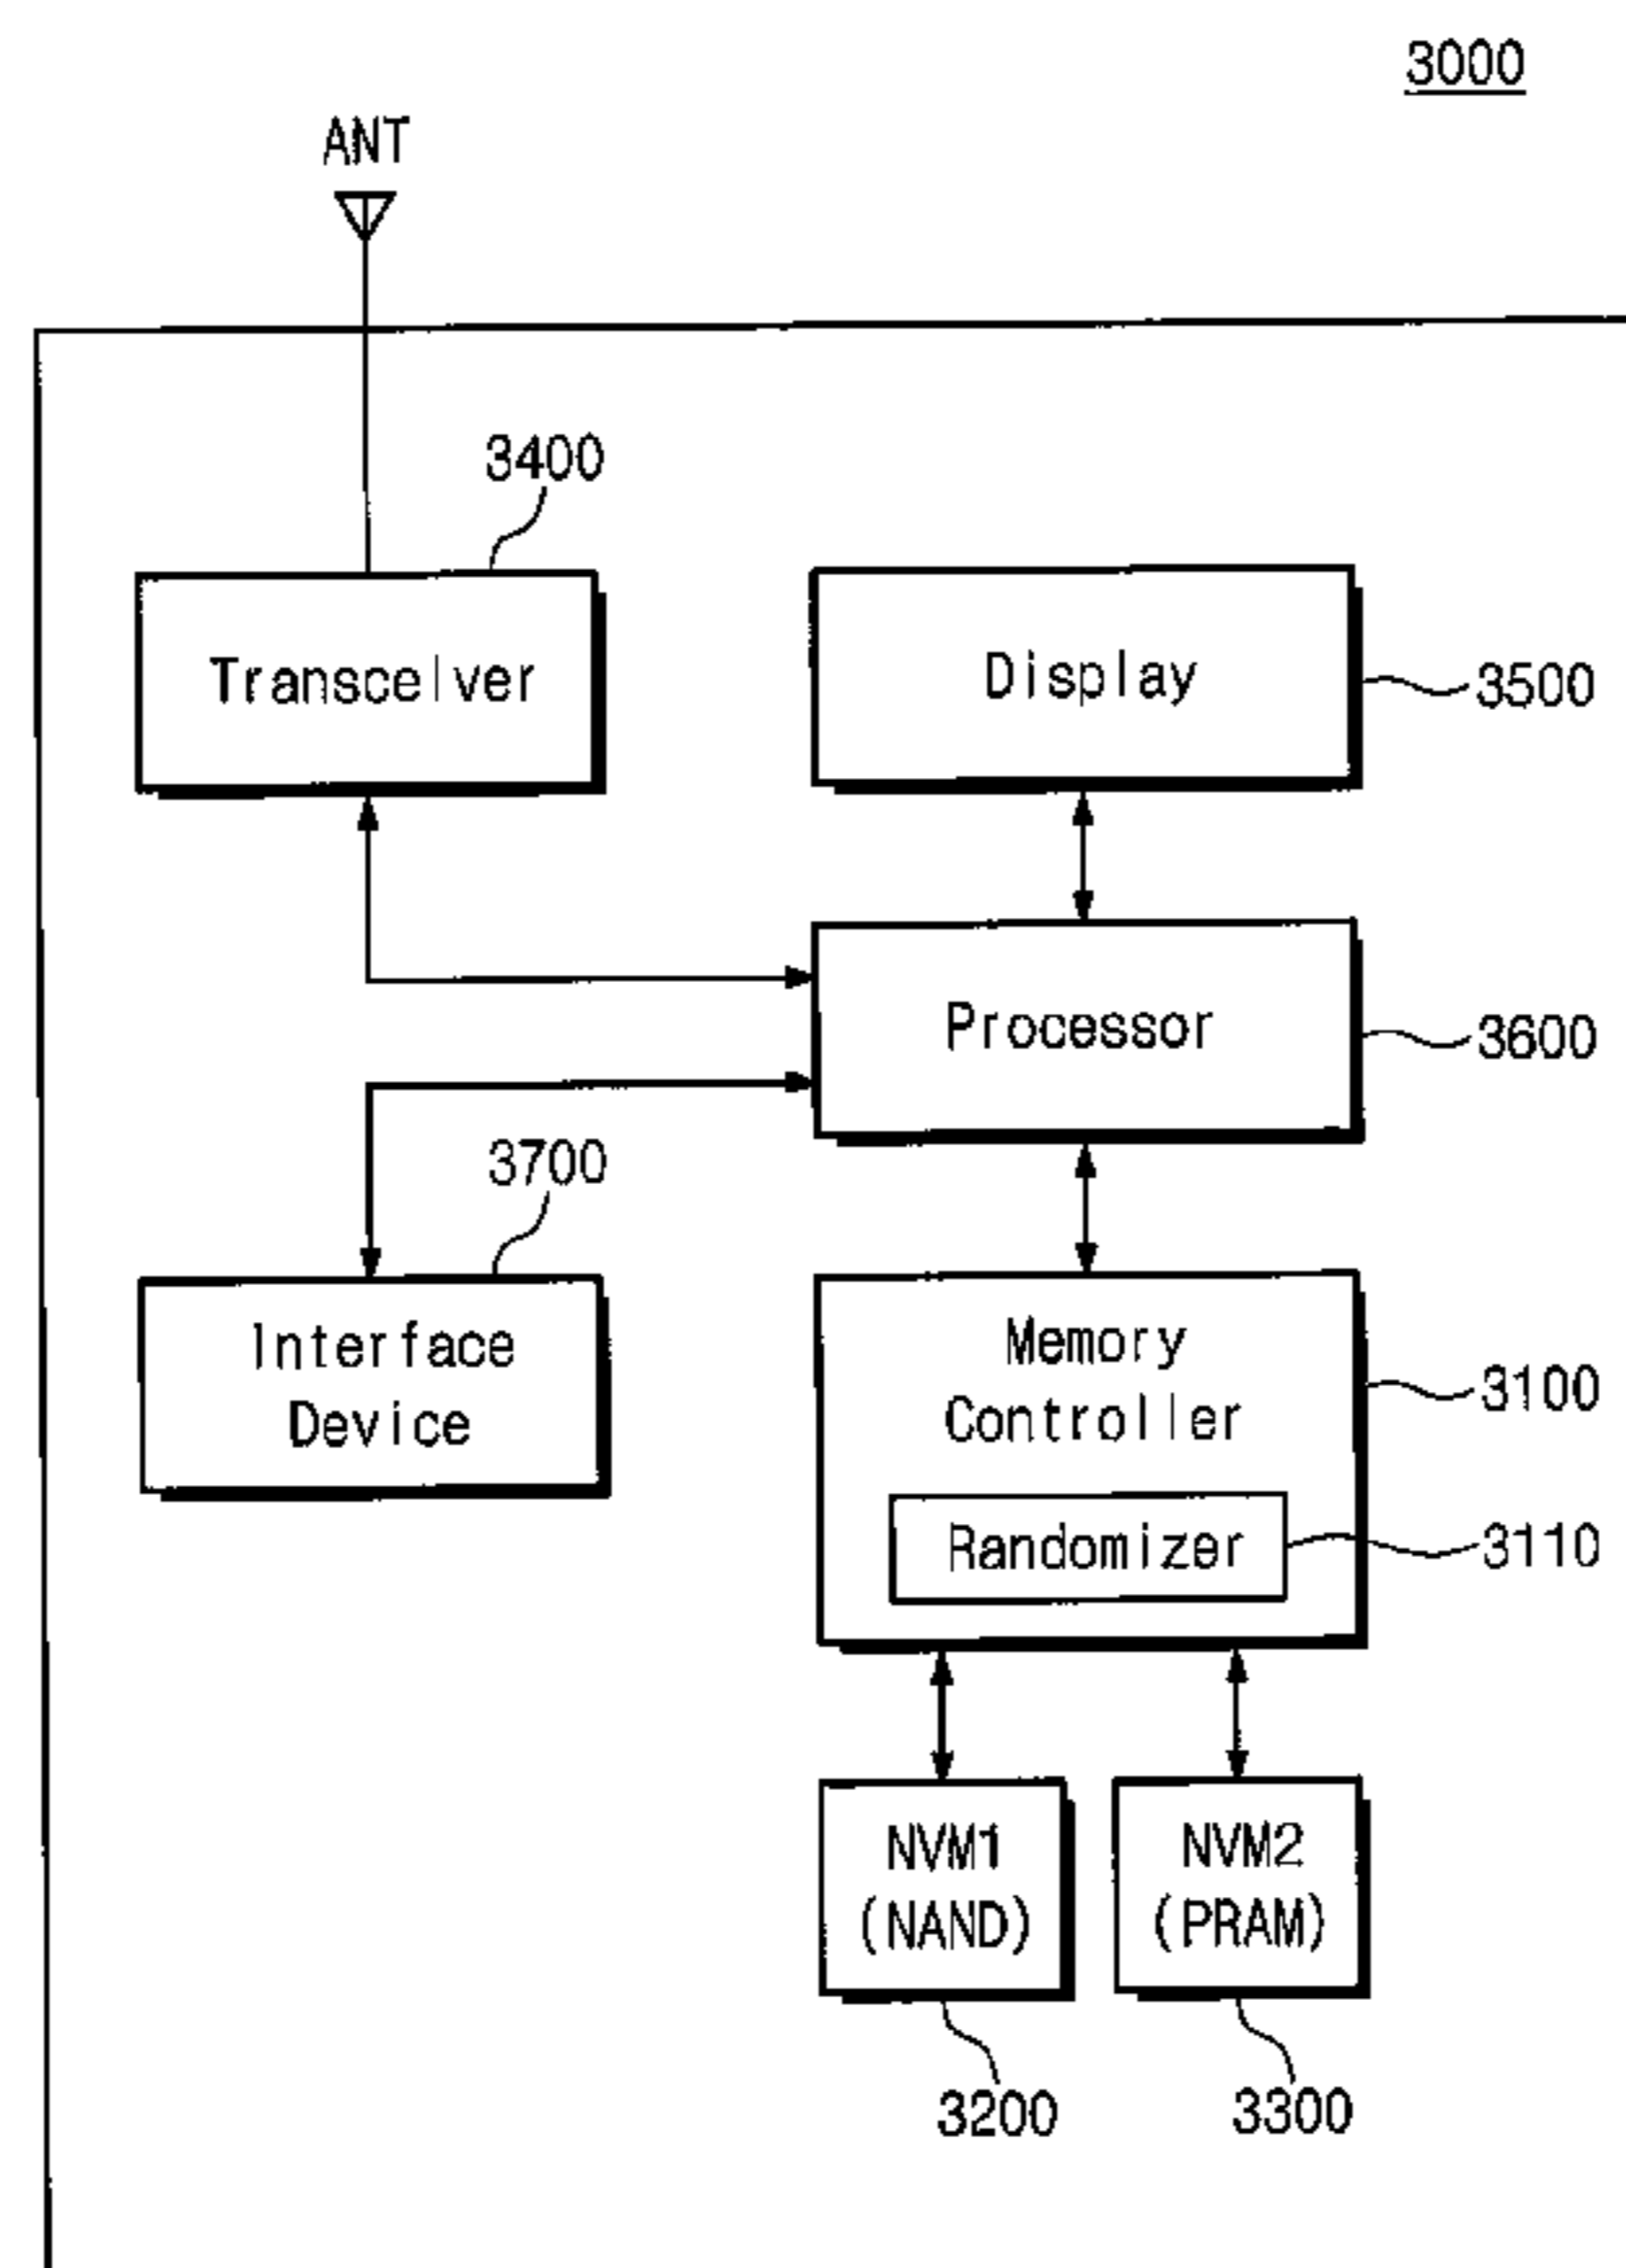 3000
ANT
3400
Transceiver
Display
3500
Processor
3600
3700
Interface
Device
Memory
Controller
3100
Randomizer
3110
NVM1
(NAND)
NVM2
(PRAM)
3200
3300